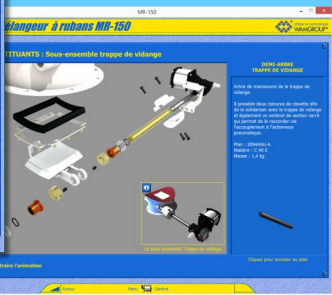 MR-150
élangeur à rubans MR-150
WAMGROUP
TITUANTS : Sous-ensemble trappe de vidange
DEMI-ARBRE
TRAPPE DE VIDANGE
Arbre de manoeuvre de la trappe de
vidange.
Il possède deux rainures de clavette afin
de le solidariser avec la trappe de vidange
et également un embout de section carré
qui permet de le raccorder via
l'accouplement à l'actionneur
pneumatique.
Plan : 2094A6U-A
Matière : C 48 E
Masse : 1,4 kg
Le sous-ensemble Trappe de vidange
Cliquez pour accéder au plan
l'animation
Retour
Menu
Général